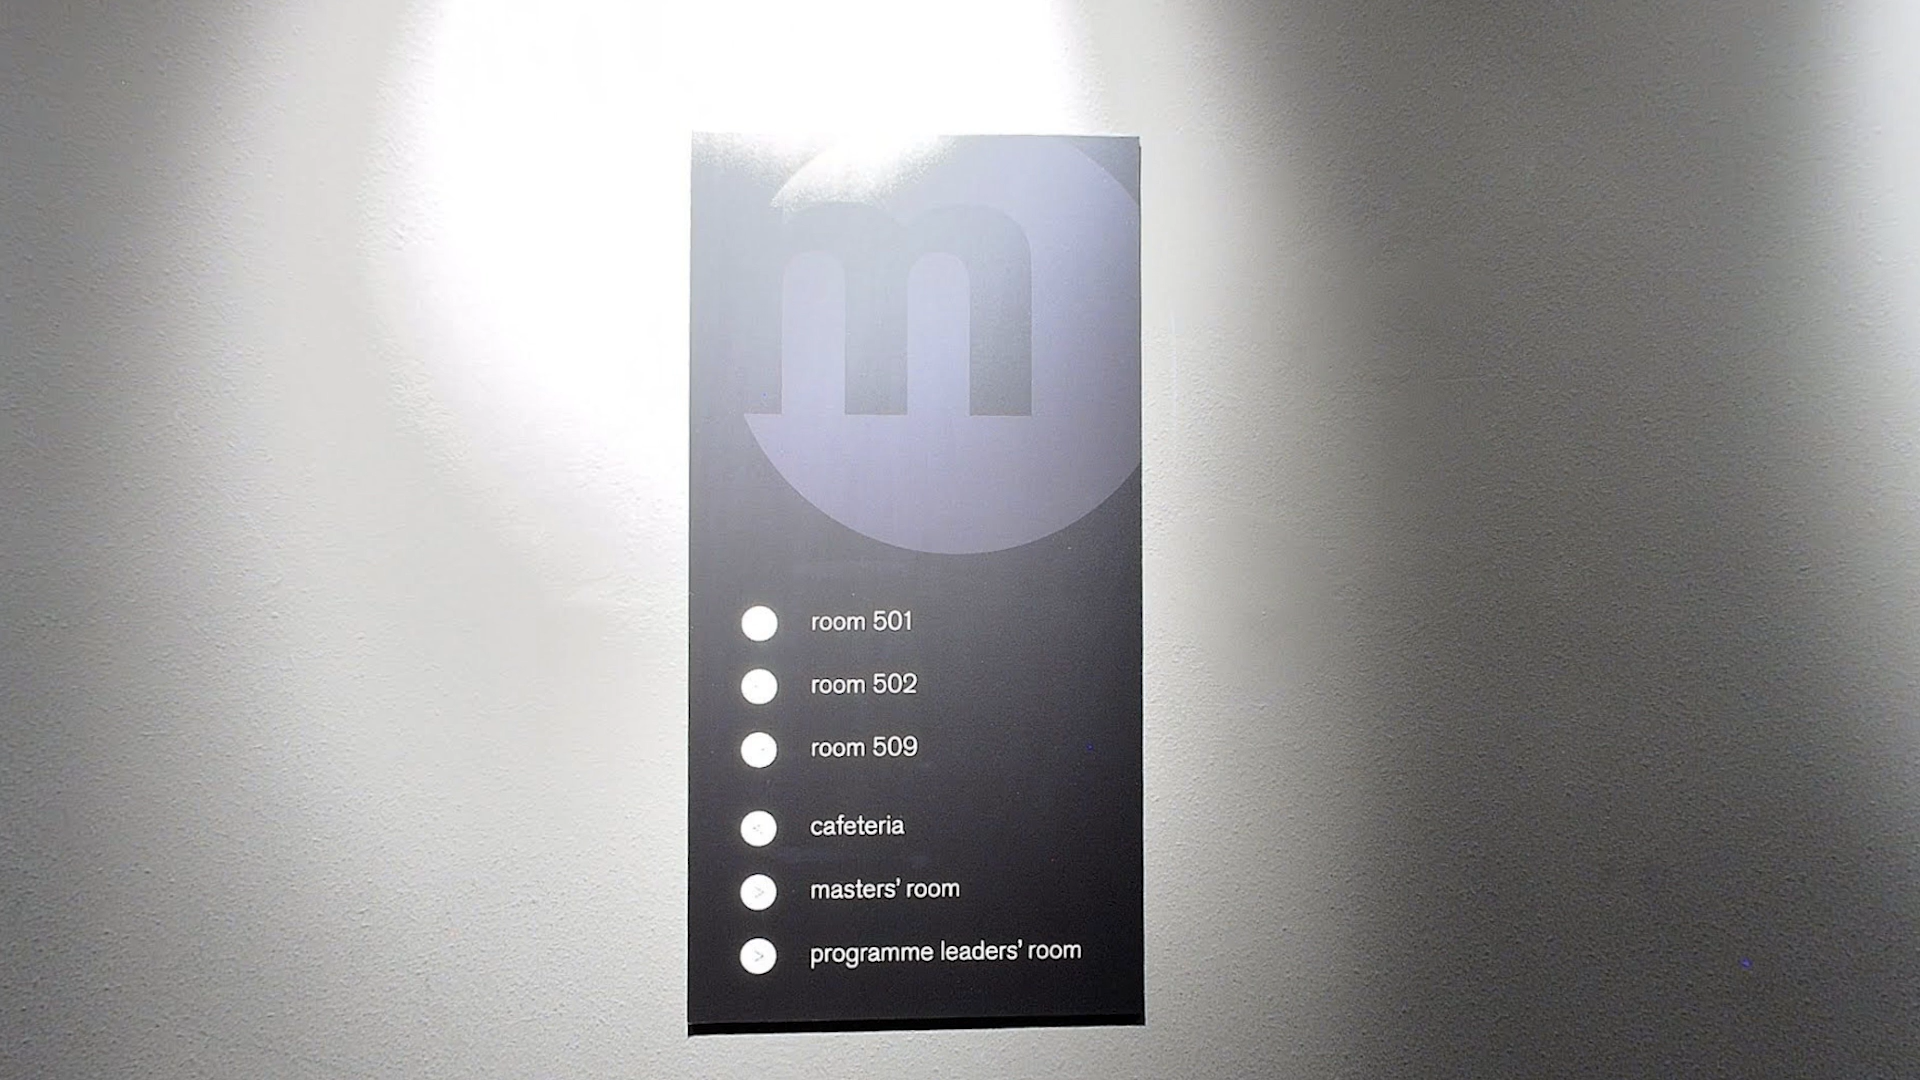 m
room 501
room 502
room 509
cafeteria
masters’ room
programme leaders’ room